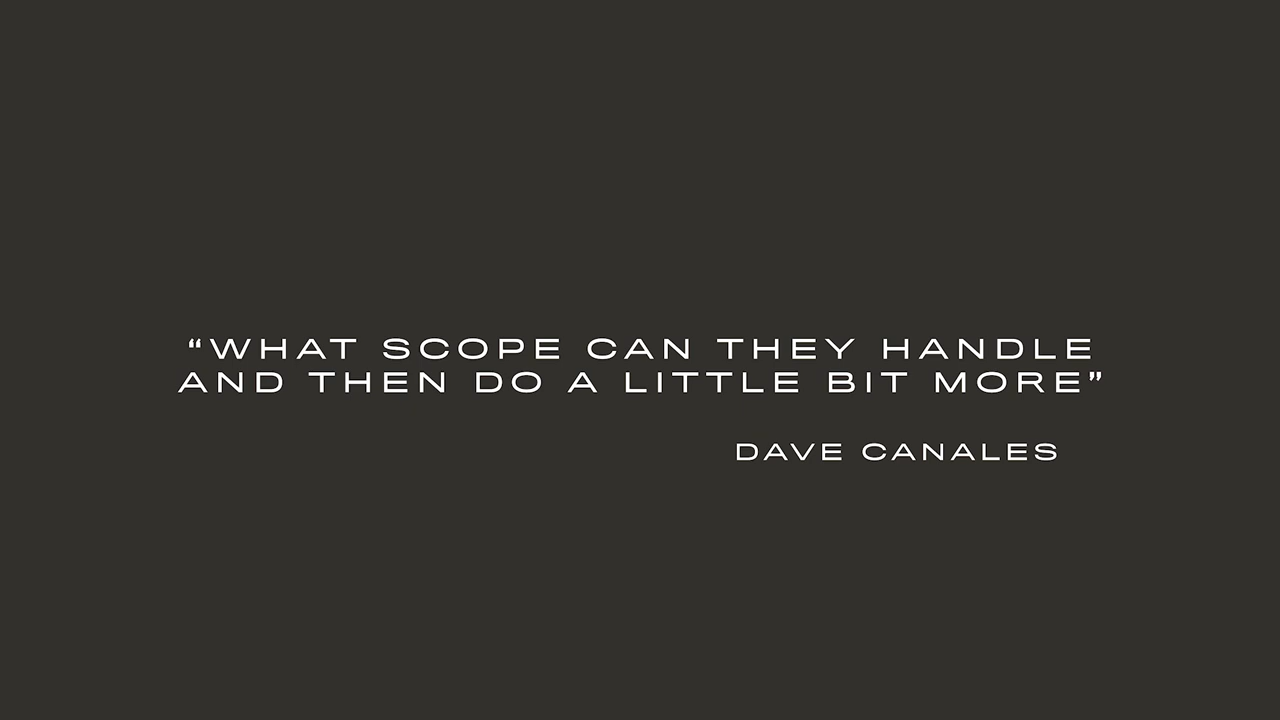 “WHAT SCOPE CAN THEY HANDLE
AND THEN DO A LITTLE BIT MORE”
DAVE CANALES